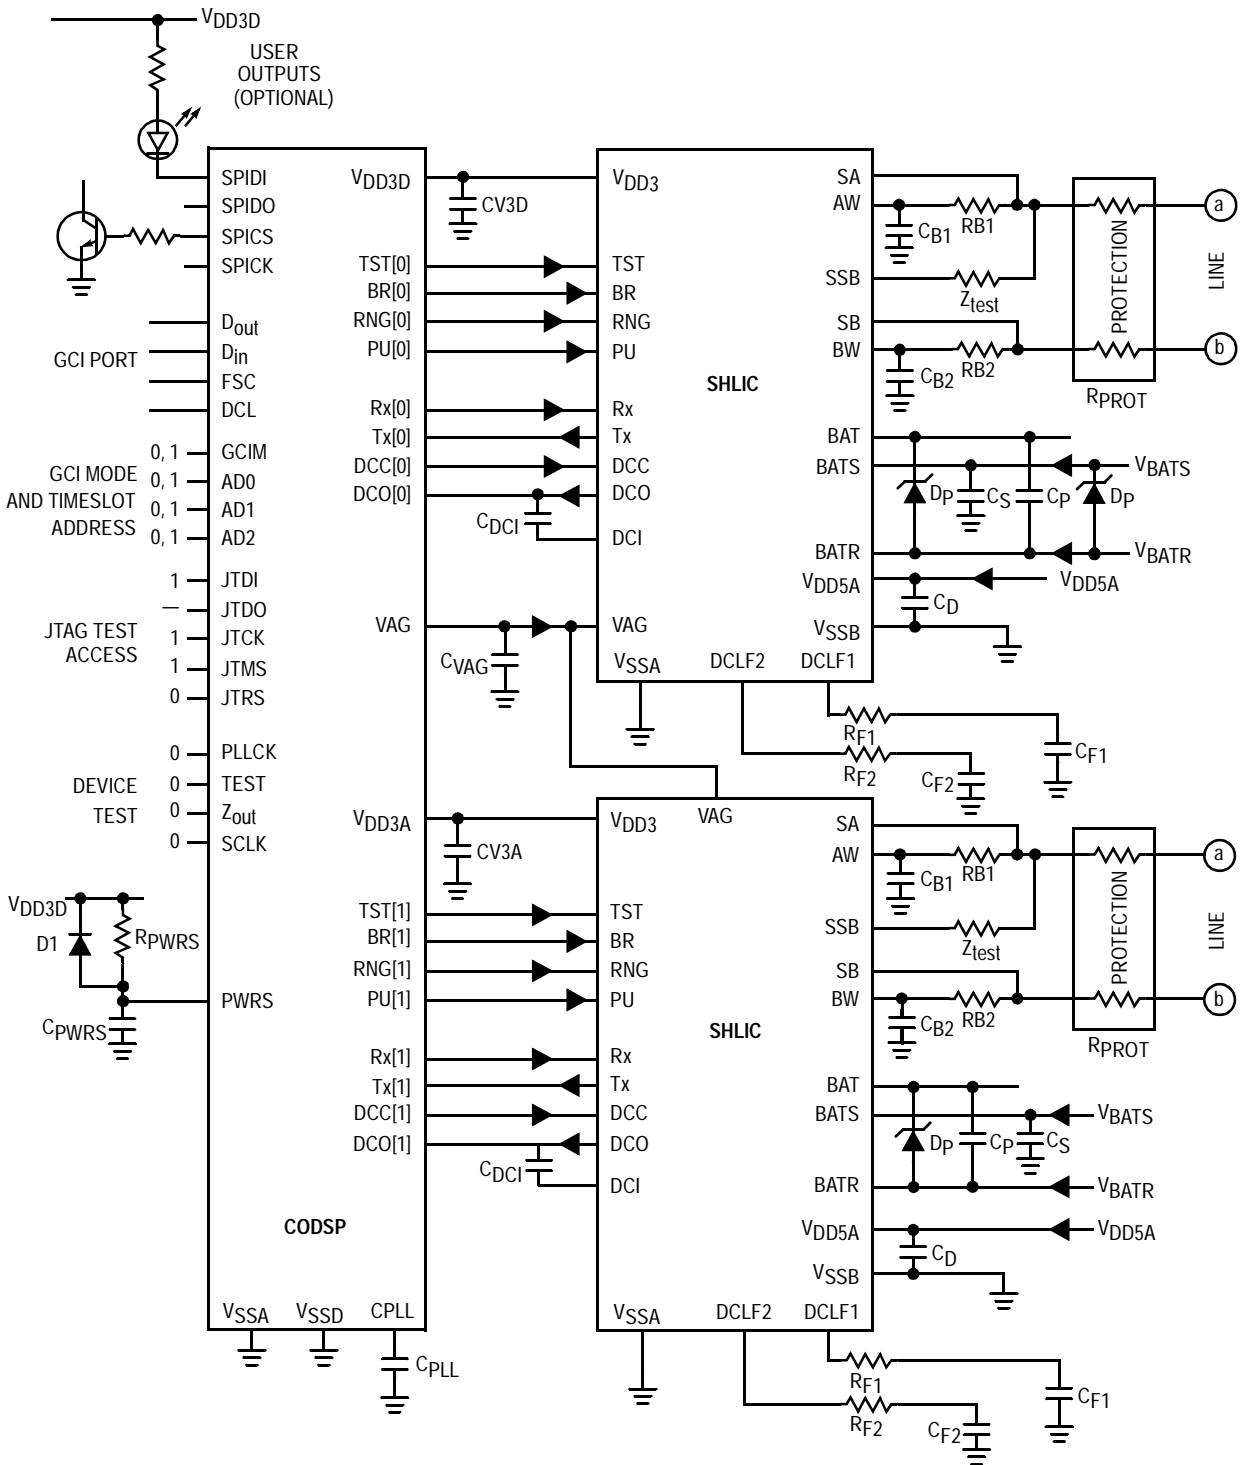 VDD3D
USER
OUTPUTS
(OPTIONAL)
SPIDI
SPIDO
SPICS
SPICK
GCI PORT
Dout
Din
FSC
DCL
GCI MODE
AND TIMESLOT
ADDRESS
0, 1 GCIM
0, 1 AD0
0, 1 AD1
0, 1 AD2
JTAG TEST
ACCESS
1 JTDI
— JTDO
1 JTCK
1 JTMS
0 JTRS
DEVICE
TEST
0 PLLCK
0 TEST
0 Zout
0 SCLK
VDD3D
D1
RPWRS
PWRS
CPWRS
VDD3D
TST[0]
BR[0]
RNG[0]
PU[0]
Rx[0]
Tx[0]
DCC[0]
DCO[0]
VAG
VDD3A
TST[1]
BR[1]
RNG[1]
PU[1]
Rx[1]
Tx[1]
DCC[1]
DCO[1]
CODSP
VSSA
VSSD
CPLL
CPLL
CV3D
CDCI
CVAG
CV3A
CDCI
VDD3
TST
BR
RNG
PU
Rx
Tx
DCC
DCO
DCI
VAG
VSSA
DCLF2
DCLF1
SHLIC
SA
AW
SSB
SB
BW
BAT
BATS
BATR
VDD5A
VSSB
CB1
RB1
Ztest
CB2
RB2
PROTECTION
RPROT
a
LINE
b
DP
CS
CP
DP
VBATS
VBATR
VDD5A
CD
RF1
RF2
CF2
CF1
VDD3
VAG
TST
BR
RNG
PU
Rx
Tx
DCC
DCO
DCI
VSSA
DCLF2
DCLF1
SHLIC
SA
AW
SSB
SB
BW
BAT
BATS
BATR
VDD5A
VSSB
CB1
RB1
Ztest
CB2
RB2
PROTECTION
RPROT
a
LINE
b
DP
CP
CS
VBATS
VBATR
VDD5A
CD
RF1
RF2
CF2
CF1